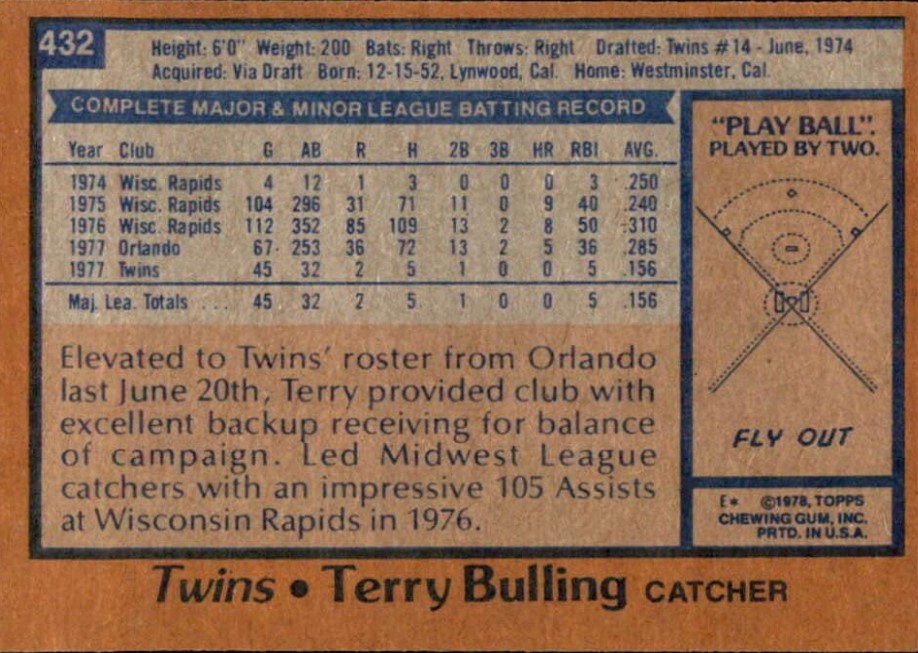 432
Height: 6'0" Weight: 200 Bats: Right Throws: Right Drafted: Twins #14 - June, 1974
Acquired: Via Draft Born: 12-15-52, Lynwood, Cal. Home: Westminster, Cal.
COMPLETE MAJOR & MINOR LEAGUE BATTING RECORD
Year Club G AB R H 2B 3B HR RBI AVG.
1974 Wisc. Rapids 4 12 1 3 0 0 0 3 .250
1975 Wisc. Rapids 104 296 31 71 11 0 9 40 .240
1976 Wisc. Rapids 112 352 85 109 13 2 8 50 .310
1977 Orlando 67 253 36 72 13 2 5 36 .285
1977 Twins 45 32 2 5 1 0 0 5 .156
Maj. Lea. Totals ... 45 32 2 5 1 0 0 5 .156
Elevated to Twins' roster from Orlando
last June 20th, Terry provided club with
excellent backup receiving for balance
of campaign. Led Midwest League
catchers with an impressive 105 Assists
at Wisconsin Rapids in 1976.
"PLAY BALL".
PLAYED BY TWO.
FLY OUT
E* ©1978, TOPPS
CHEWING GUM, INC.
PRTD. IN U.S.A.
Twins • Terry Bulling CATCHER